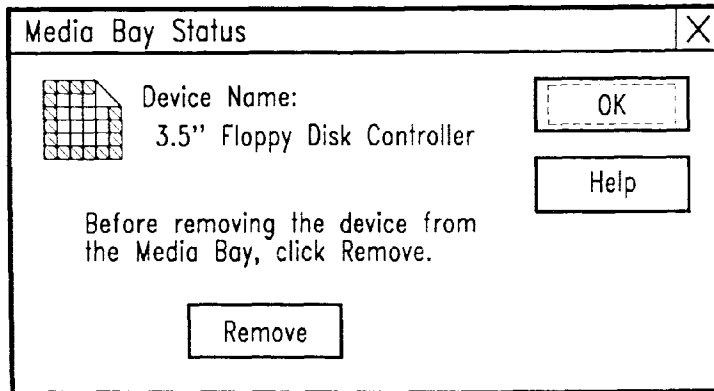 Media Bay Status
Device Name:
3.5'' Floppy Disk Controller
OK
Help
Before removing the device from
the Media Bay, click Remove.
Remove